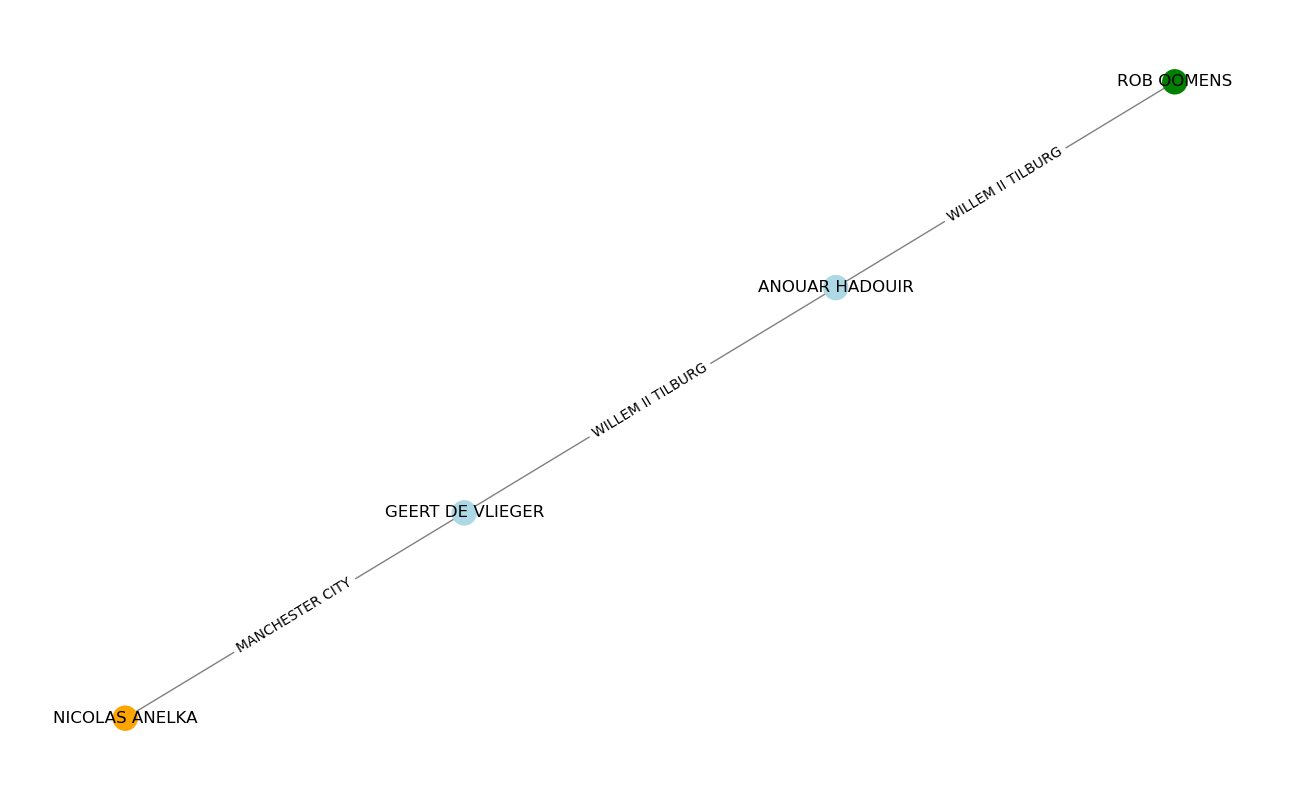 ROB OOMENS
WILLEM II TILBURG
ANOUAR HADOUIR
WILLEM II TILBURG
GEERT DE VLIEGER
MANCHESTER CITY
NICOLAS ANELKA